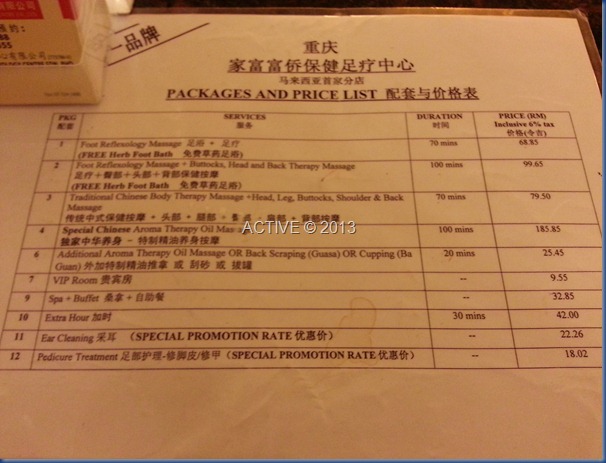 一品牌
重庆
家富富侨保健足疗中心
马来西亚首家分店
PACKAGES AND PRICE LIST 配套与价格表
PKG 配套 SERVICES 服务 DURATION 时间 PRICE (RM) Inclusive 6% tax 价格(令吉)
1 Foot Reflexology Massage 足浴 + 足疗 70 mins 68.85
(FREE Herb Foot Bath 免费草药足浴)
2 Foot Reflexology Massage + Buttocks, Head and Back Therapy Massage 100 mins 99.65
足疗+臀部+头部+背部保健按摩
(FREE Herb Foot Bath 免费草药足浴)
3 Traditional Chinese Body Therapy Massage +Head, Leg, Buttocks, Shoulder & Back 70 mins 79.50
Massage
传统中式保健按摩 + 头部 + 腿部 + 背部按摩
4 Special Chinese Aroma Therapy Oil 100 mins 185.85
独家中华养身 - 特制精油养身按摩
ACTIVE © 2013
6 Additional Aroma Therapy Oil Massage OR Back Scraping (Guasa) OR Cupping (Ba 20 mins 25.45
Guan) 外加特制精油推拿 或 刮砂 或 拔罐
7 VIP Room 贵宾房 -- 9.55
9 Spa + Buffet 桑拿 + 自助餐 -- 32.85
10 Extra Hour 加时 30 mins 42.00
11 Ear Cleaning 采耳 (SPECIAL PROMOTION RATE 优惠价) -- 22.26
12 Pedicure Treatment 足部护理-修脚皮/修甲 (SPECIAL PROMOTION RATE 优惠价) -- 18.02